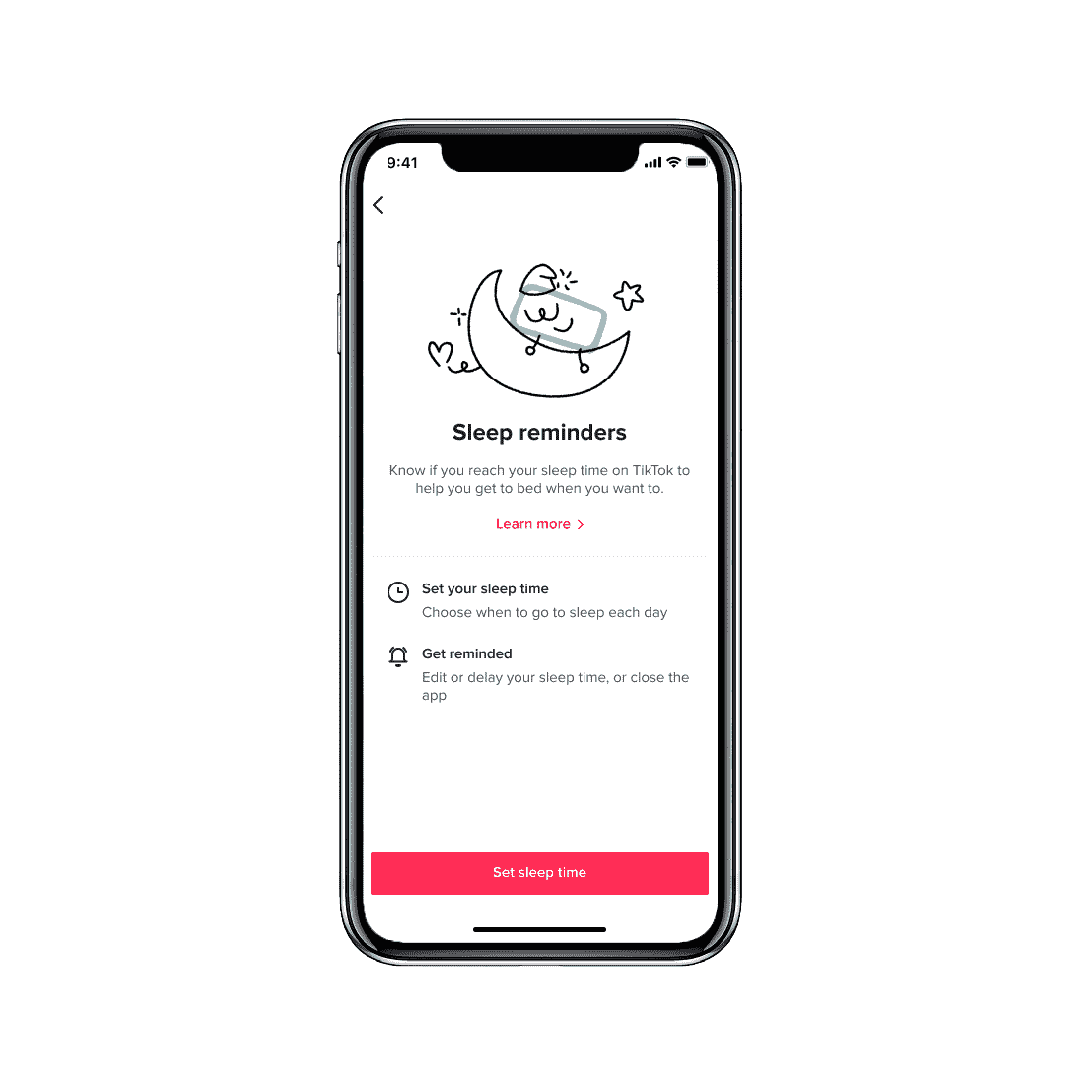 9:41
Sleep reminders
Know if you reach your sleep time on TikTok to
help you get to bed when you want to.
Learn more >
Set your sleep time
Choose when to go to sleep each day
Get reminded
Edit or delay your sleep time, or close the
app
Set sleep time